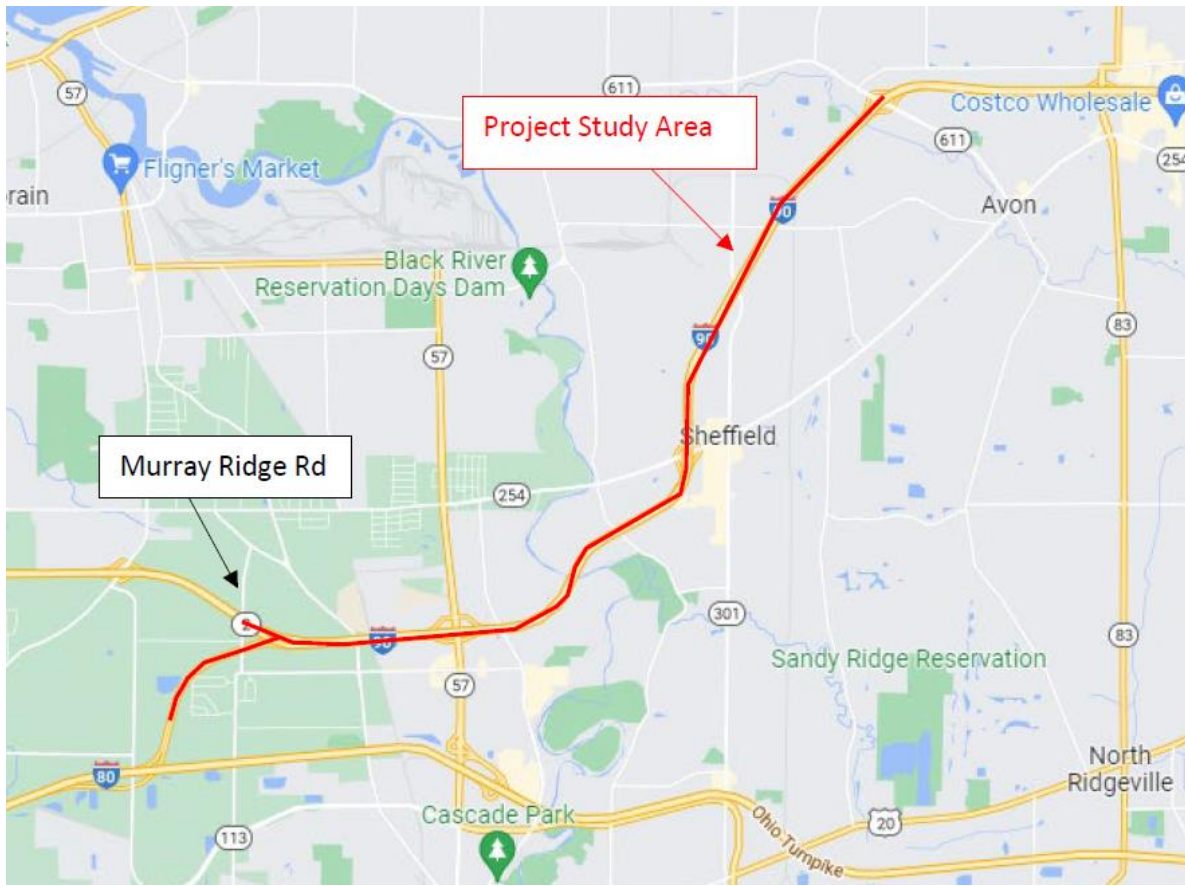 57
611
Costco Wholesale
Project Study Area
611
254
Fligner's Market
rain
90
Avon
Black River
Reservation Days Dam
83
90
57
Sheffield
Murray Ridge Rd
254
2
90
301
83
Sandy Ridge Reservation
57
North
Ridgeville
80
20
Cascade Park
113
Ohio Turnpike